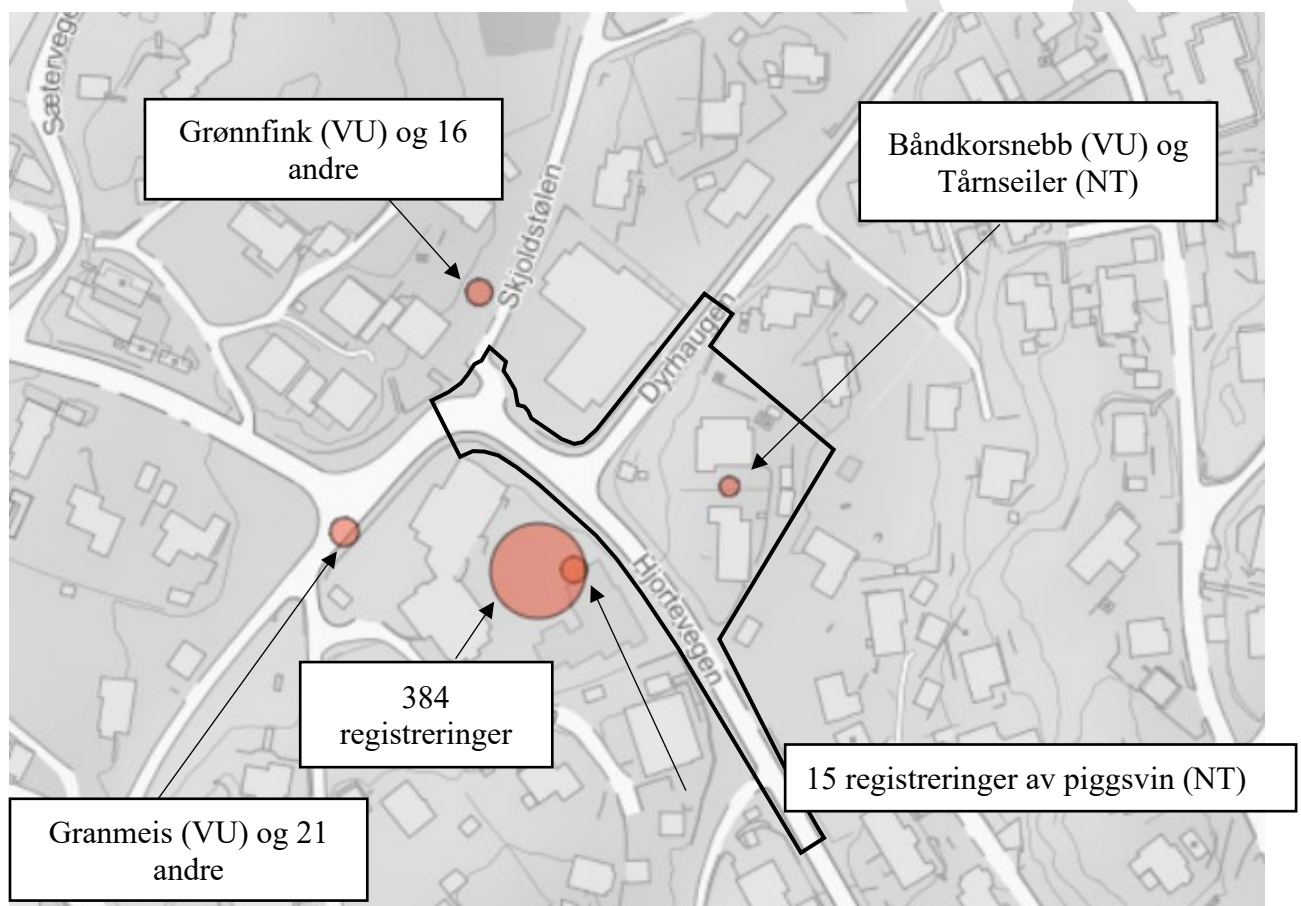 Sæterveg
Grønnfink (VU) og 16
andre
Båndkorsnebb (VU) og
Tårnseiler (NT)
Skjoldstølen
Dyrhaugen
Hjortevegen
384
registreringer
15 registreringer av piggsvin (NT)
Granmeis (VU) og 21
andre